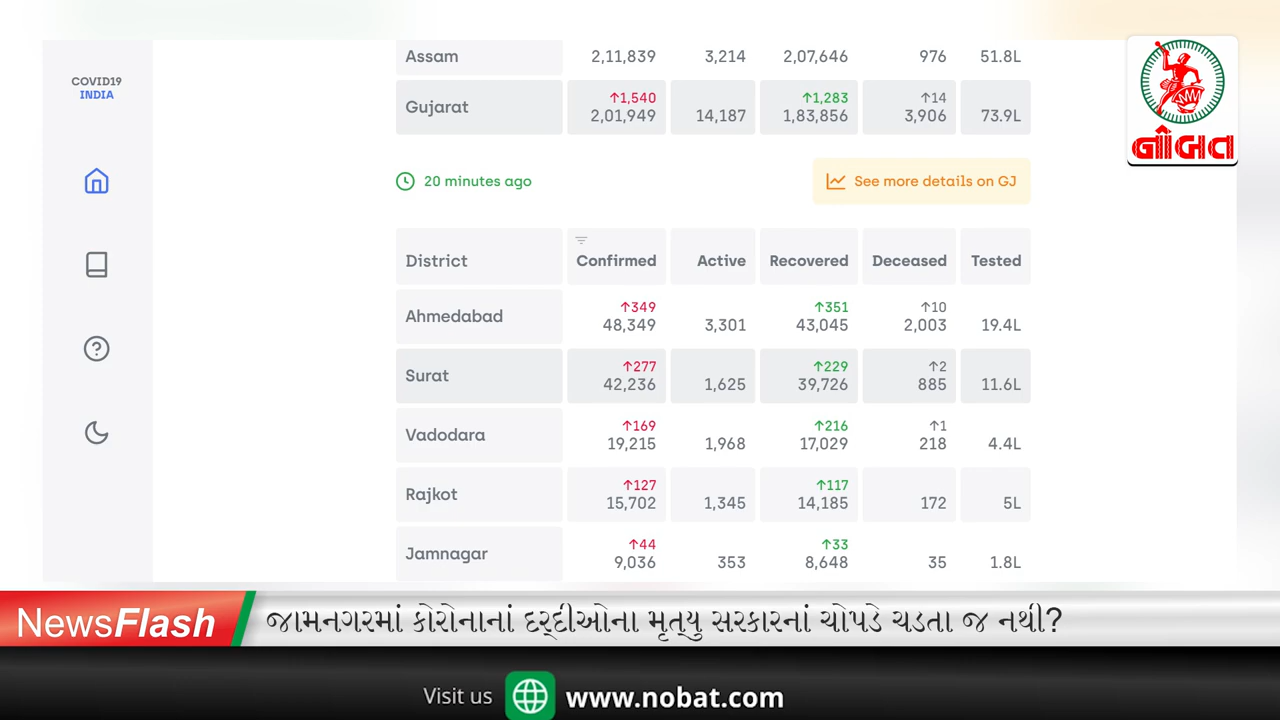 COVID19
INDIA
Assam 2,11,839 3,214 2,07,646 976 51.8L
↑1,540 ↑1,283 ↑14
Gujarat 2,01,949 14,187 1,83,856 3,906 73.9L
20 minutes ago See more details on GJ
District Confirmed Active Recovered Deceased Tested
↑349 ↑351 ↑10
Ahmedabad 48,349 3,301 43,045 2,003 19.4L
↑277 ↑229 ↑2
Surat 42,236 1,625 39,726 885 11.6L
↑169 ↑216 ↑1
Vadodara 19,215 1,968 17,029 218 4.4L
↑127 ↑117
Rajkot 15,702 1,345 14,185 172 5L
↑44 ↑33
Jamnagar 9,036 353 8,648 35 1.8L
નોબત
NewsFlash જામનગરમાં કોરોનાનાં દર્દીઓના મૃત્યુ સરકારનાં ચોપડે ચડતા જ નથી?
Visit us www.nobat.com